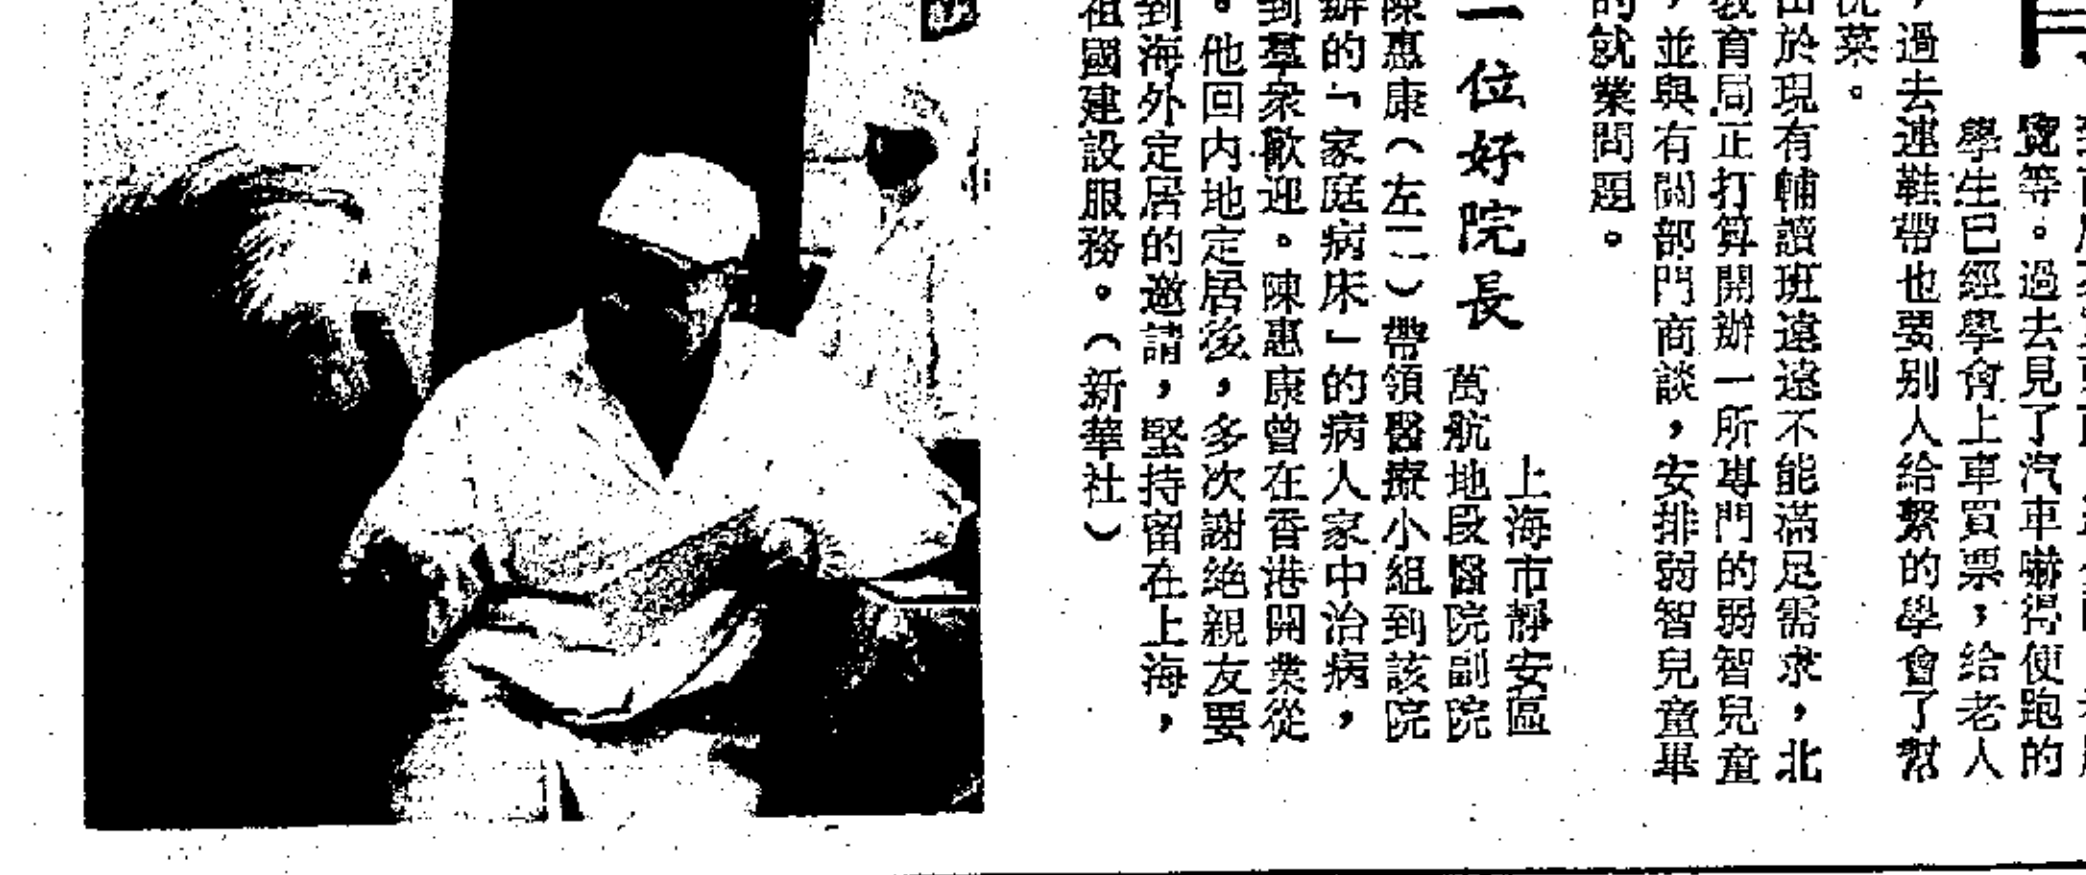 覽等。過去見了汽車嚇得便跑的
學生已經學會上車買票，給老人
，過去連鞋帶也要别人給繫的學會了幫
洗菜。
由於現有輔讀班遠遠不能滿足需求，北
教育局正打算開辦一所專門的弱智兒童
，並與有關部門商談，安排弱智兒童畢
的就業問題。
一位好院長
上海市靜安區
萬航地段醫院副院
陳惠康（左二）帶領醫療小組到該院
辦的「家庭病床」的病人家中治病，
到羣衆歡迎。陳惠康曾在香港開業從
。他回内地定居後，多次謝絶親友要
到海外定居的邀請，堅持留在上海，
祖國建設服務。（新華社）